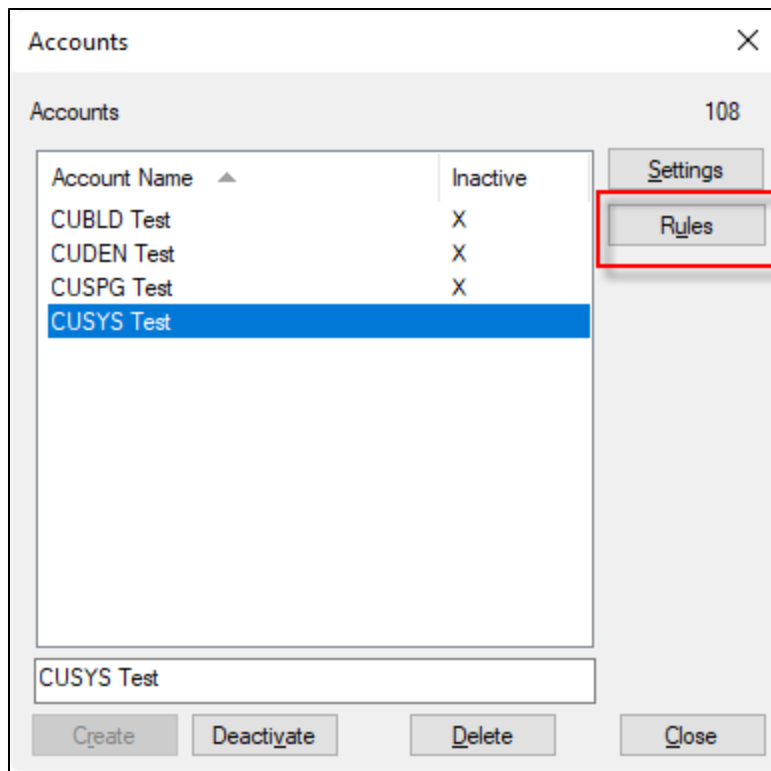 Accounts
Accounts 108
Account Name Inactive
CUBLD Test X
CUDEN Test X
CUSPG Test X
CUSYS Test
Settings
Rules
CUSYS Test
Create Deactivate Delete Close